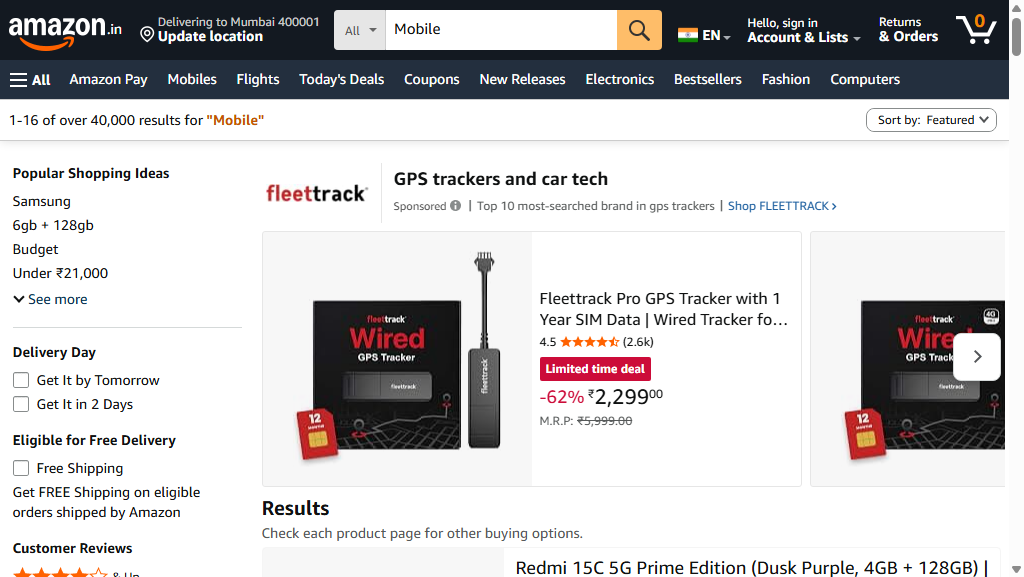 amazon.in
Delivering to Mumbai 400001
Update location
All
Mobile
EN
Hello, sign in
Account & Lists
Returns
& Orders
0
All
Amazon Pay
Mobiles
Flights
Today's Deals
Coupons
New Releases
Electronics
Bestsellers
Fashion
Computers
1-16 of over 40,000 results for "Mobile"
Sort by: Featured
Popular Shopping Ideas
Samsung
6gb + 128gb
Budget
Under ₹21,000
See more
Delivery Day
Get It by Tomorrow
Get It in 2 Days
Eligible for Free Delivery
Free Shipping
Get FREE Shipping on eligible
orders shipped by Amazon
Customer Reviews
& Up
fleettrack
GPS trackers and car tech
Sponsored | Top 10 most-searched brand in gps trackers | Shop FLEETTRACK
fleettrack
Wired
GPS Tracker
fleettrack
12
fleettrack
Fleettrack Pro GPS Tracker with 1
Year SIM Data | Wired Tracker fo…
4.5 (2.6k)
Limited time deal
-62% ₹2,29900
M.R.P: ₹5,999.00
fleettrack
4G
Wire
GPS Track
fleettrack
12
Results
Check each product page for other buying options.
Redmi 15C 5G Prime Edition (Dusk Purple, 4GB + 128GB) |